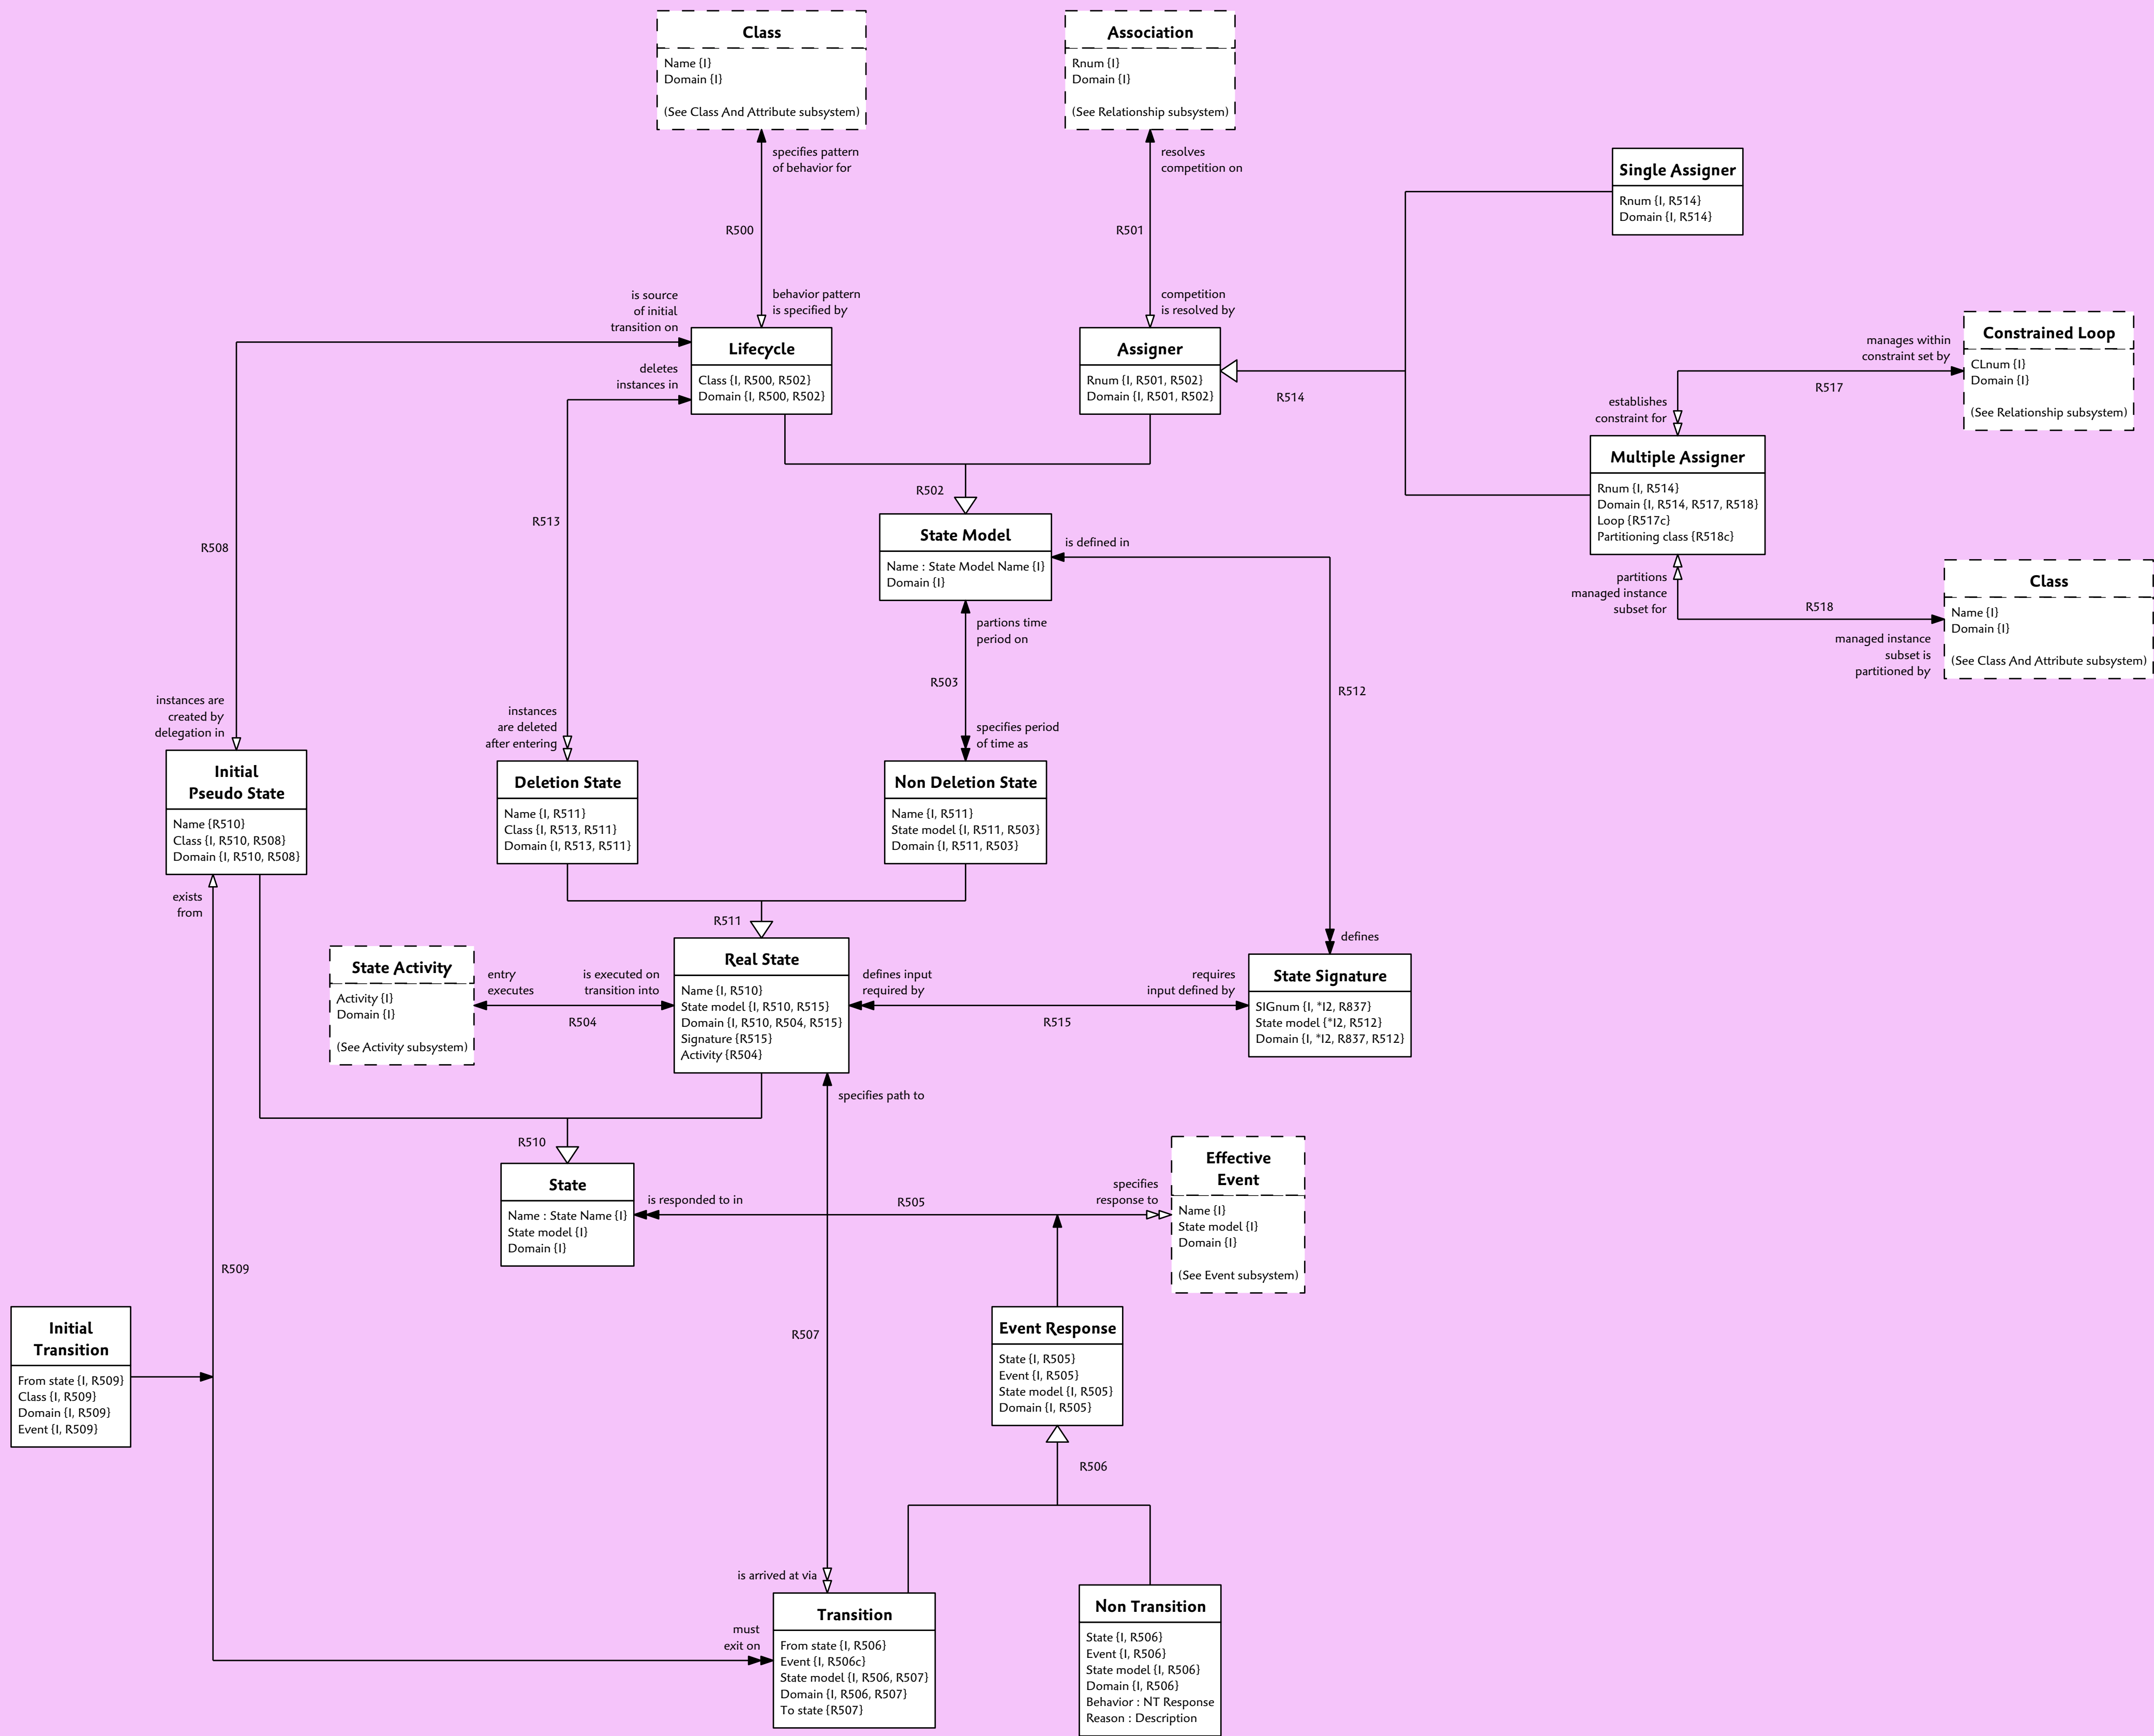 Class
Name {I}
Domain {I}
(See Class And Attribute subsystem)
Association
Rnum {I}
Domain {I}
(See Relationship subsystem)
specifies pattern
of behavior for
R500
behavior pattern
is specified by
resolves
competition on
R501
competition
is resolved by
Single Assigner
Rnum {I, R514}
Domain {I, R514}
is source
of initial
transition on
deletes
instances in
Lifecycle
Class {I, R500, R502}
Domain {I, R500, R502}
Assigner
Rnum {I, R501, R502}
Domain {I, R501, R502}
R514
manages within
constraint set by
R517
establishes
constraint for
Constrained Loop
CLnum {I}
Domain {I}
(See Relationship subsystem)
Multiple Assigner
Rnum {I, R514}
Domain {I, R514, R517, R518}
Loop {R517c}
Partitioning class {R518c}
partitions
managed instance
subset for
R518
managed instance
subset is
partitioned by
Class
Name {I}
Domain {I}
(See Class And Attribute subsystem)
R502
R513
R508
State Model
Name : State Model Name {I}
Domain {I}
is defined in
partions time
period on
R503
specifies period
of time as
R512
defines
instances are
created by
delegation in
instances
are deleted
after entering
Initial
Pseudo State
Name {R510}
Class {I, R510, R508}
Domain {I, R510, R508}
Deletion State
Name {I, R511}
Class {I, R513, R511}
Domain {I, R513, R511}
Non Deletion State
Name {I, R511}
State model {I, R511, R503}
Domain {I, R511, R503}
exists
from
R511
State Activity
Activity {I}
Domain {I}
(See Activity subsystem)
entry
executes
is executed on
transition into
R504
Real State
Name {I, R510}
State model {I, R510, R515}
Domain {I, R510, R504, R515}
Signature {R515}
Activity {R504}
defines input
required by
requires
input defined by
R515
State Signature
SIGnum {I, *I2, R837}
State model {*I2, R512}
Domain {I, *I2, R837, R512}
specifies path to
R510
State
Name : State Name {I}
State model {I}
Domain {I}
is responded to in
R505
specifies
response to
Effective
Event
Name {I}
State model {I}
Domain {I}
(See Event subsystem)
R509
R507
Initial
Transition
From state {I, R509}
Class {I, R509}
Domain {I, R509}
Event {I, R509}
Event Response
State {I, R505}
Event {I, R505}
State model {I, R505}
Domain {I, R505}
R506
is arrived at via
must
exit on
Transition
From state {I, R506}
Event {I, R506c}
State model {I, R506, R507}
Domain {I, R506, R507}
To state {R507}
Non Transition
State {I, R506}
Event {I, R506}
State model {I, R506}
Domain {I, R506}
Behavior : NT Response
Reason : Description